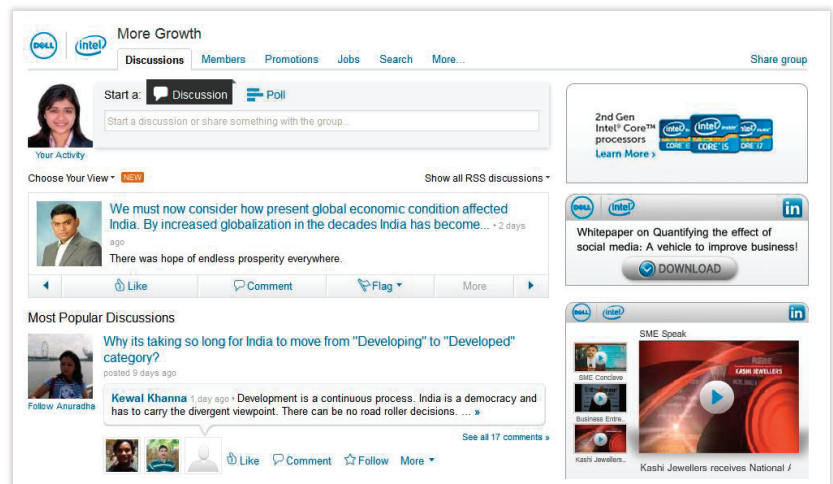 DELL
intel
More Growth
Discussions Members Promotions Jobs Search More... Share group
Start a: Discussion Poll
Start a discussion or share something with the group...
Your Activity
Choose Your View NEW Show all RSS discussions
We must now consider how present global economic condition affected
India. By increased globalization in the decades India has become... • 2 days
ago
There was hope of endless prosperity everywhere.
Like Comment Flag More
Most Popular Discussions
Why its taking so long for India to move from "Developing" to "Developed"
category?
posted 9 days ago
Follow Anuradha
Kewal Khanna 1 day ago • Development is a continuous process. India is a democracy and
has to carry the divergent viewpoint. There can be no road roller decisions. ... »
See all 17 comments »
Like Comment Follow More
2nd Gen
Intel® Core™
processors
Learn More ›
intel
CORE i5
DELL intel in
Whitepaper on Quantifying the effect of
social media: A vehicle to improve business!
DOWNLOAD
DELL intel in
SME Speak
SME Conclave
Business Entre..
Kashi Jewellers..
KASHI JEWELLERS
Kashi Jewellers receives National